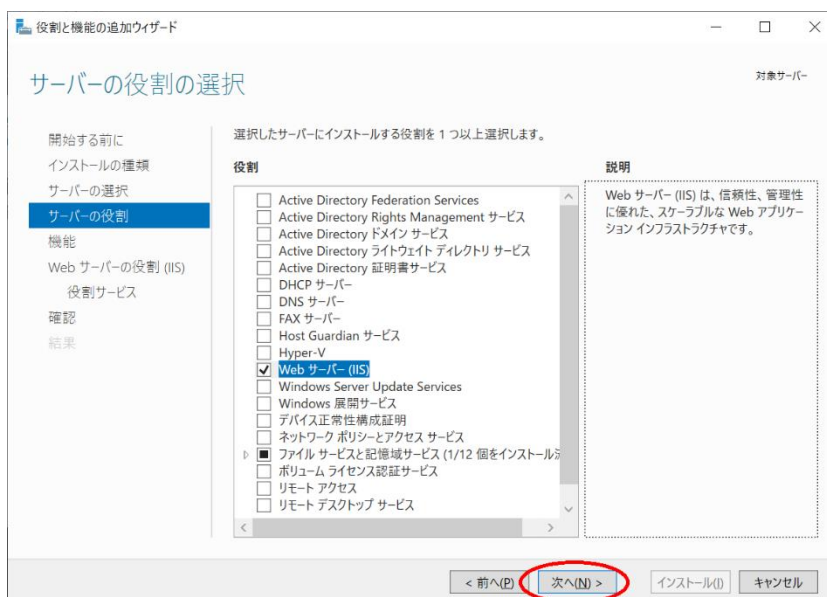 役割と機能の追加ウィザード
サーバーの役割の選択
対象サーバー
開始する前に
インストールの種類
サーバーの選択
サーバーの役割
機能
Web サーバーの役割 (IIS)
役割サービス
確認
結果
選択したサーバーにインストールする役割を 1 つ以上選択します。
役割
Active Directory Federation Services
Active Directory Rights Management サービス
Active Directory ドメイン サービス
Active Directory ライトウェイト ディレクトリ サービス
Active Directory 証明書サービス
DHCP サーバー
DNS サーバー
FAX サーバー
Host Guardian サービス
Hyper-V
Web サーバー (IIS)
Windows Server Update Services
Windows 展開サービス
デバイス正常性構成証明
ネットワーク ポリシーとアクセス サービス
ファイル サービスと記憶域サービス (1/12 個をインストール済
ボリューム ライセンス認証サービス
リモート アクセス
リモート デスクトップ サービス
説明
Web サーバー (IIS) は、信頼性、管理性
に優れた、スケーラブルな Web アプリケー
ション インフラストラクチャです。
< 前へ(P)
次へ(N) >
インストール(I)
キャンセル